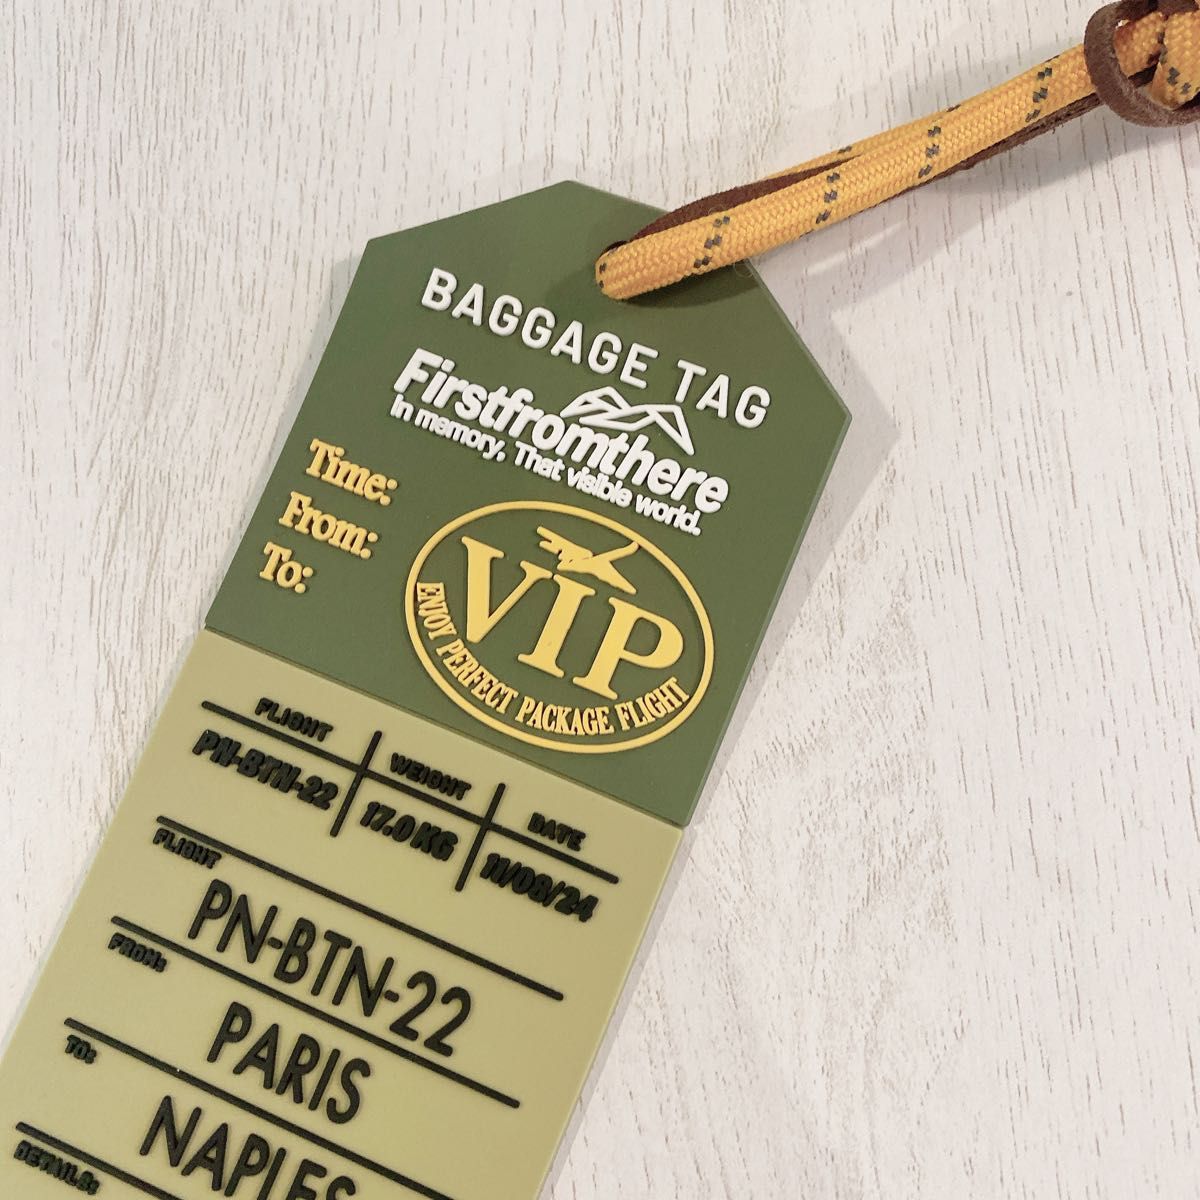 BAGGAGE TAG
Firstfromthere
In memory. That visible world.
Time:
From:
To:
VIP
ENJOY PERFECT PACKAGE FLIGHT
FLIGHT WEIGHT DATE
PN-BTN-22 17.0 KG 11/08/24
FLIGHT
PN-BTN-22
FROM:
PARIS
TO:
NAPLES
DETAILS: